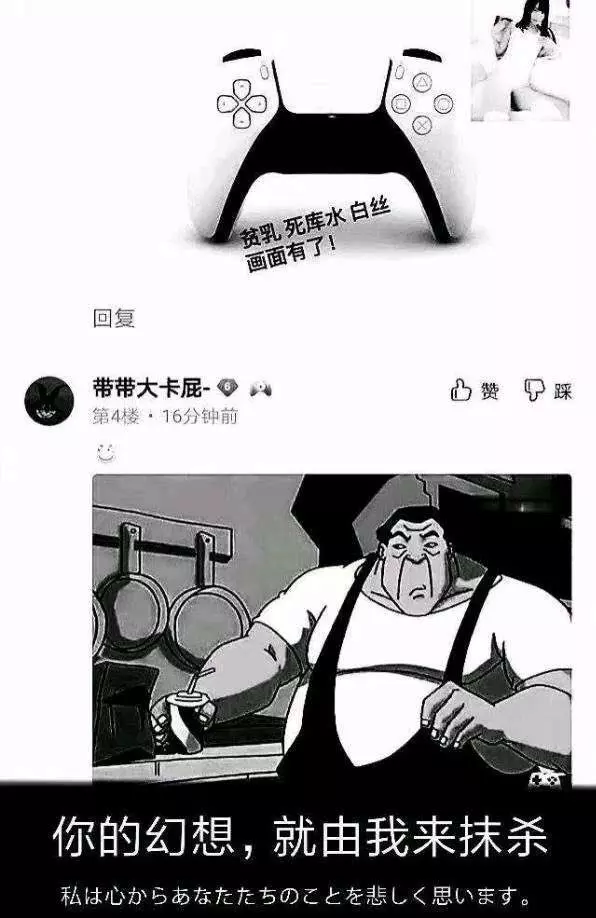 贫乳 死库水 白丝
画面有了!
回复
带带大卡屁- 6
赞 踩
第4楼 · 16分钟前
你的幻想，就由我来抹杀
私は心からあなたたちのことを悲しく思います。